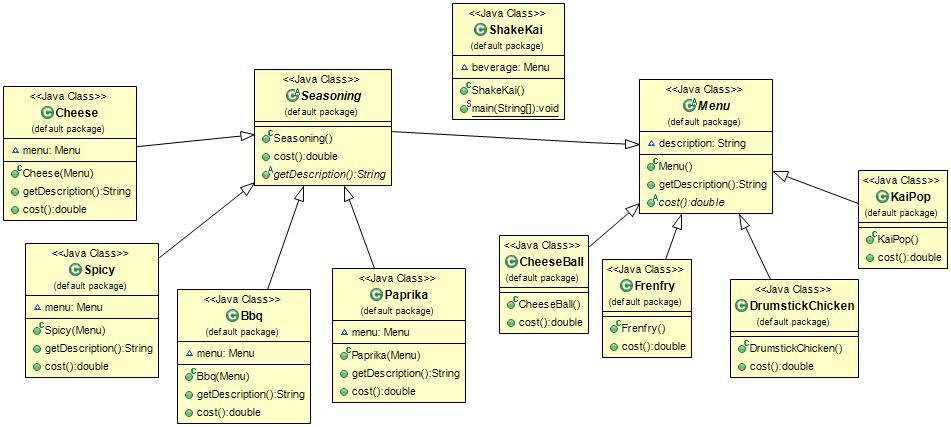 <<Java Class>>
ShakeKai
(default package)
beverage: Menu
ShakeKai()
main(String[]):void
<<Java Class>>
Seasoning
(default package)
Seasoning()
cost():double
getDescription():String
<<Java Class>>
Menu
(default package)
description: String
Menu()
getDescription():String
cost():double
<<Java Class>>
Cheese
(default package)
menu: Menu
Cheese(Menu)
getDescription():String
cost():double
<<Java Class>>
KaiPop
(default package)
KaiPop()
cost():double
<<Java Class>>
Spicy
(default package)
menu: Menu
Spicy(Menu)
getDescription():String
cost():double
<<Java Class>>
CheeseBall
(default package)
CheeseBall()
cost():double
<<Java Class>>
Frenfry
(default package)
Frenfry()
cost():double
<<Java Class>>
Paprika
(default package)
menu: Menu
Paprika(Menu)
getDescription():String
cost():double
<<Java Class>>
DrumstickChicken
(default package)
DrumstickChicken()
cost():double
<<Java Class>>
Bbq
(default package)
menu: Menu
Bbq(Menu)
getDescription():String
cost():double